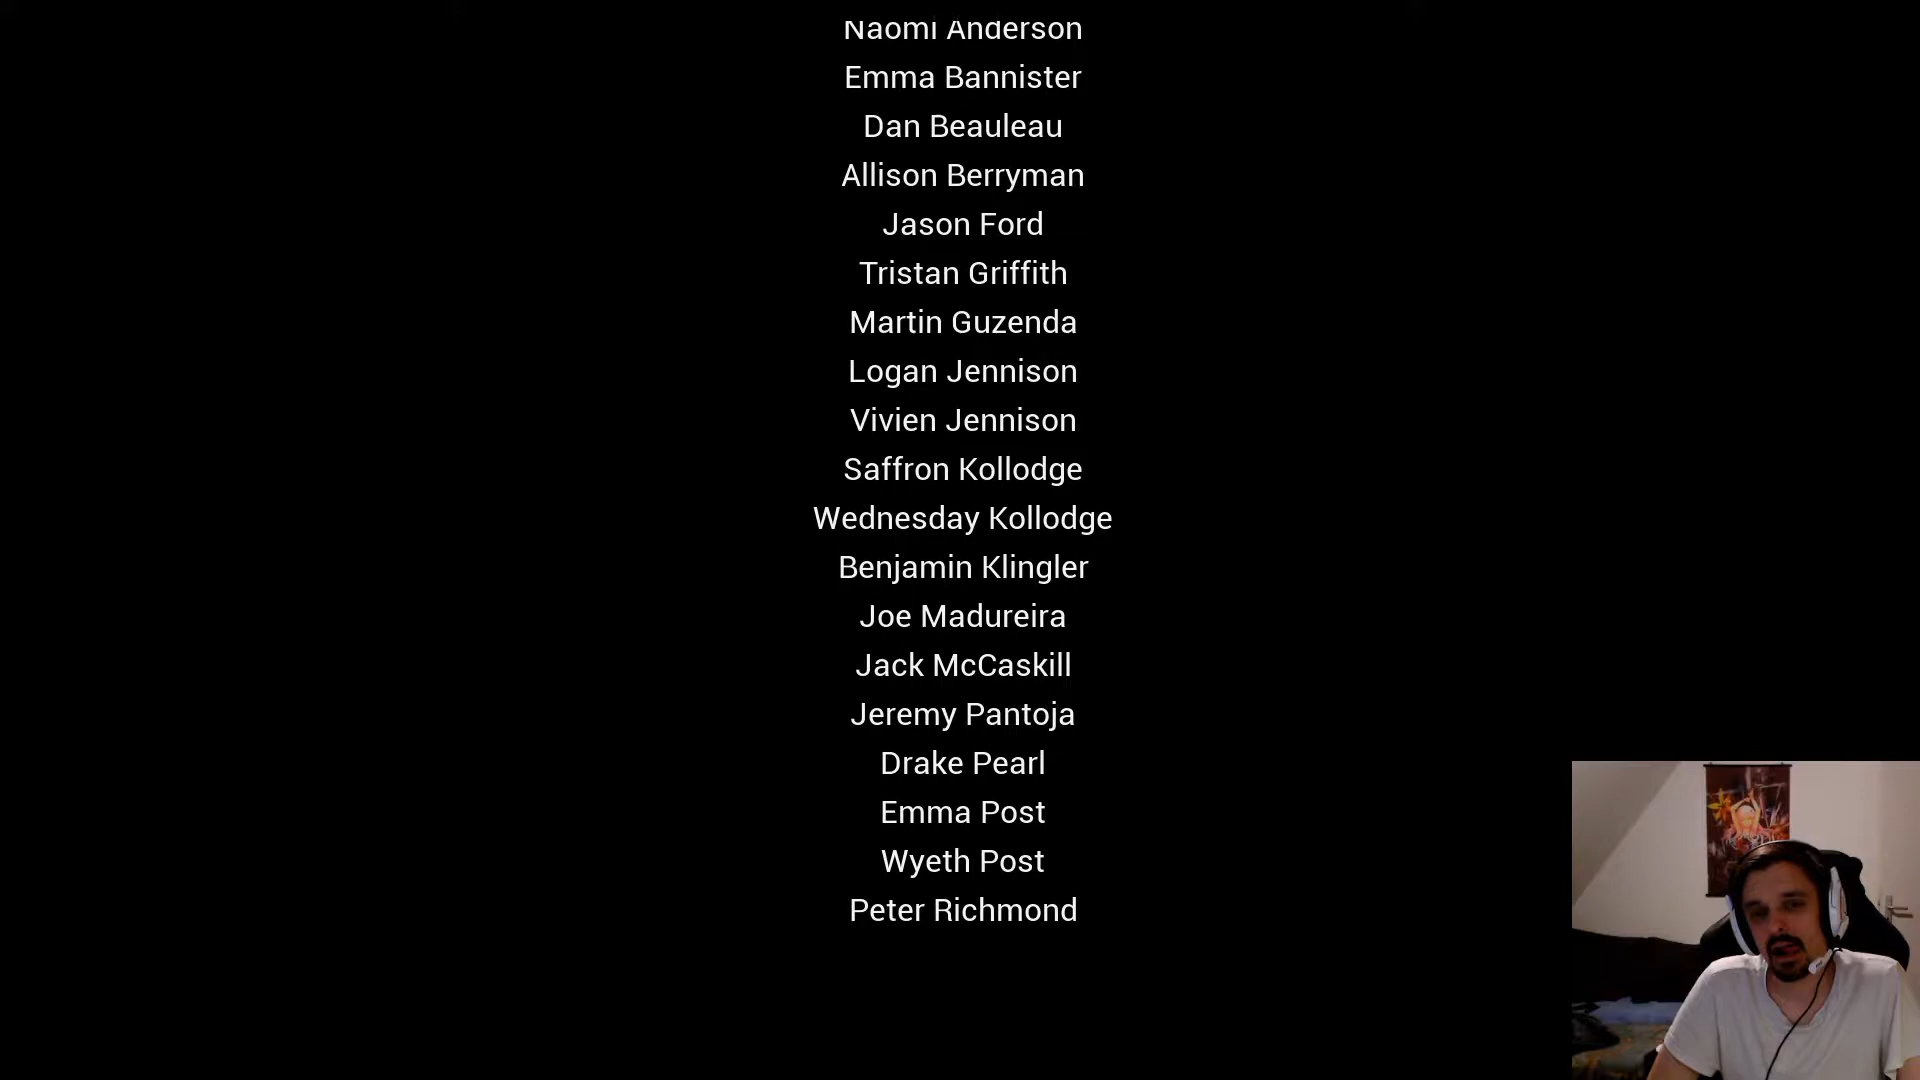 Naomi Anderson
Emma Bannister
Dan Beauleau
Allison Berryman
Jason Ford
Tristan Griffith
Martin Guzenda
Logan Jennison
Vivien Jennison
Saffron Kollodge
Wednesday Kollodge
Benjamin Klingler
Joe Madureira
Jack McCaskill
Jeremy Pantoja
Drake Pearl
Emma Post
Wyeth Post
Peter Richmond